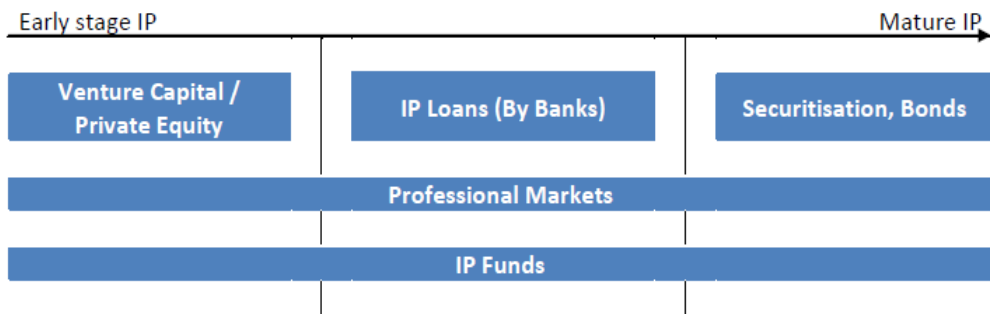 Early stage IP
Mature IP
Venture Capital /
Private Equity
IP Loans (By Banks)
Securitisation, Bonds
Professional Markets
IP Funds